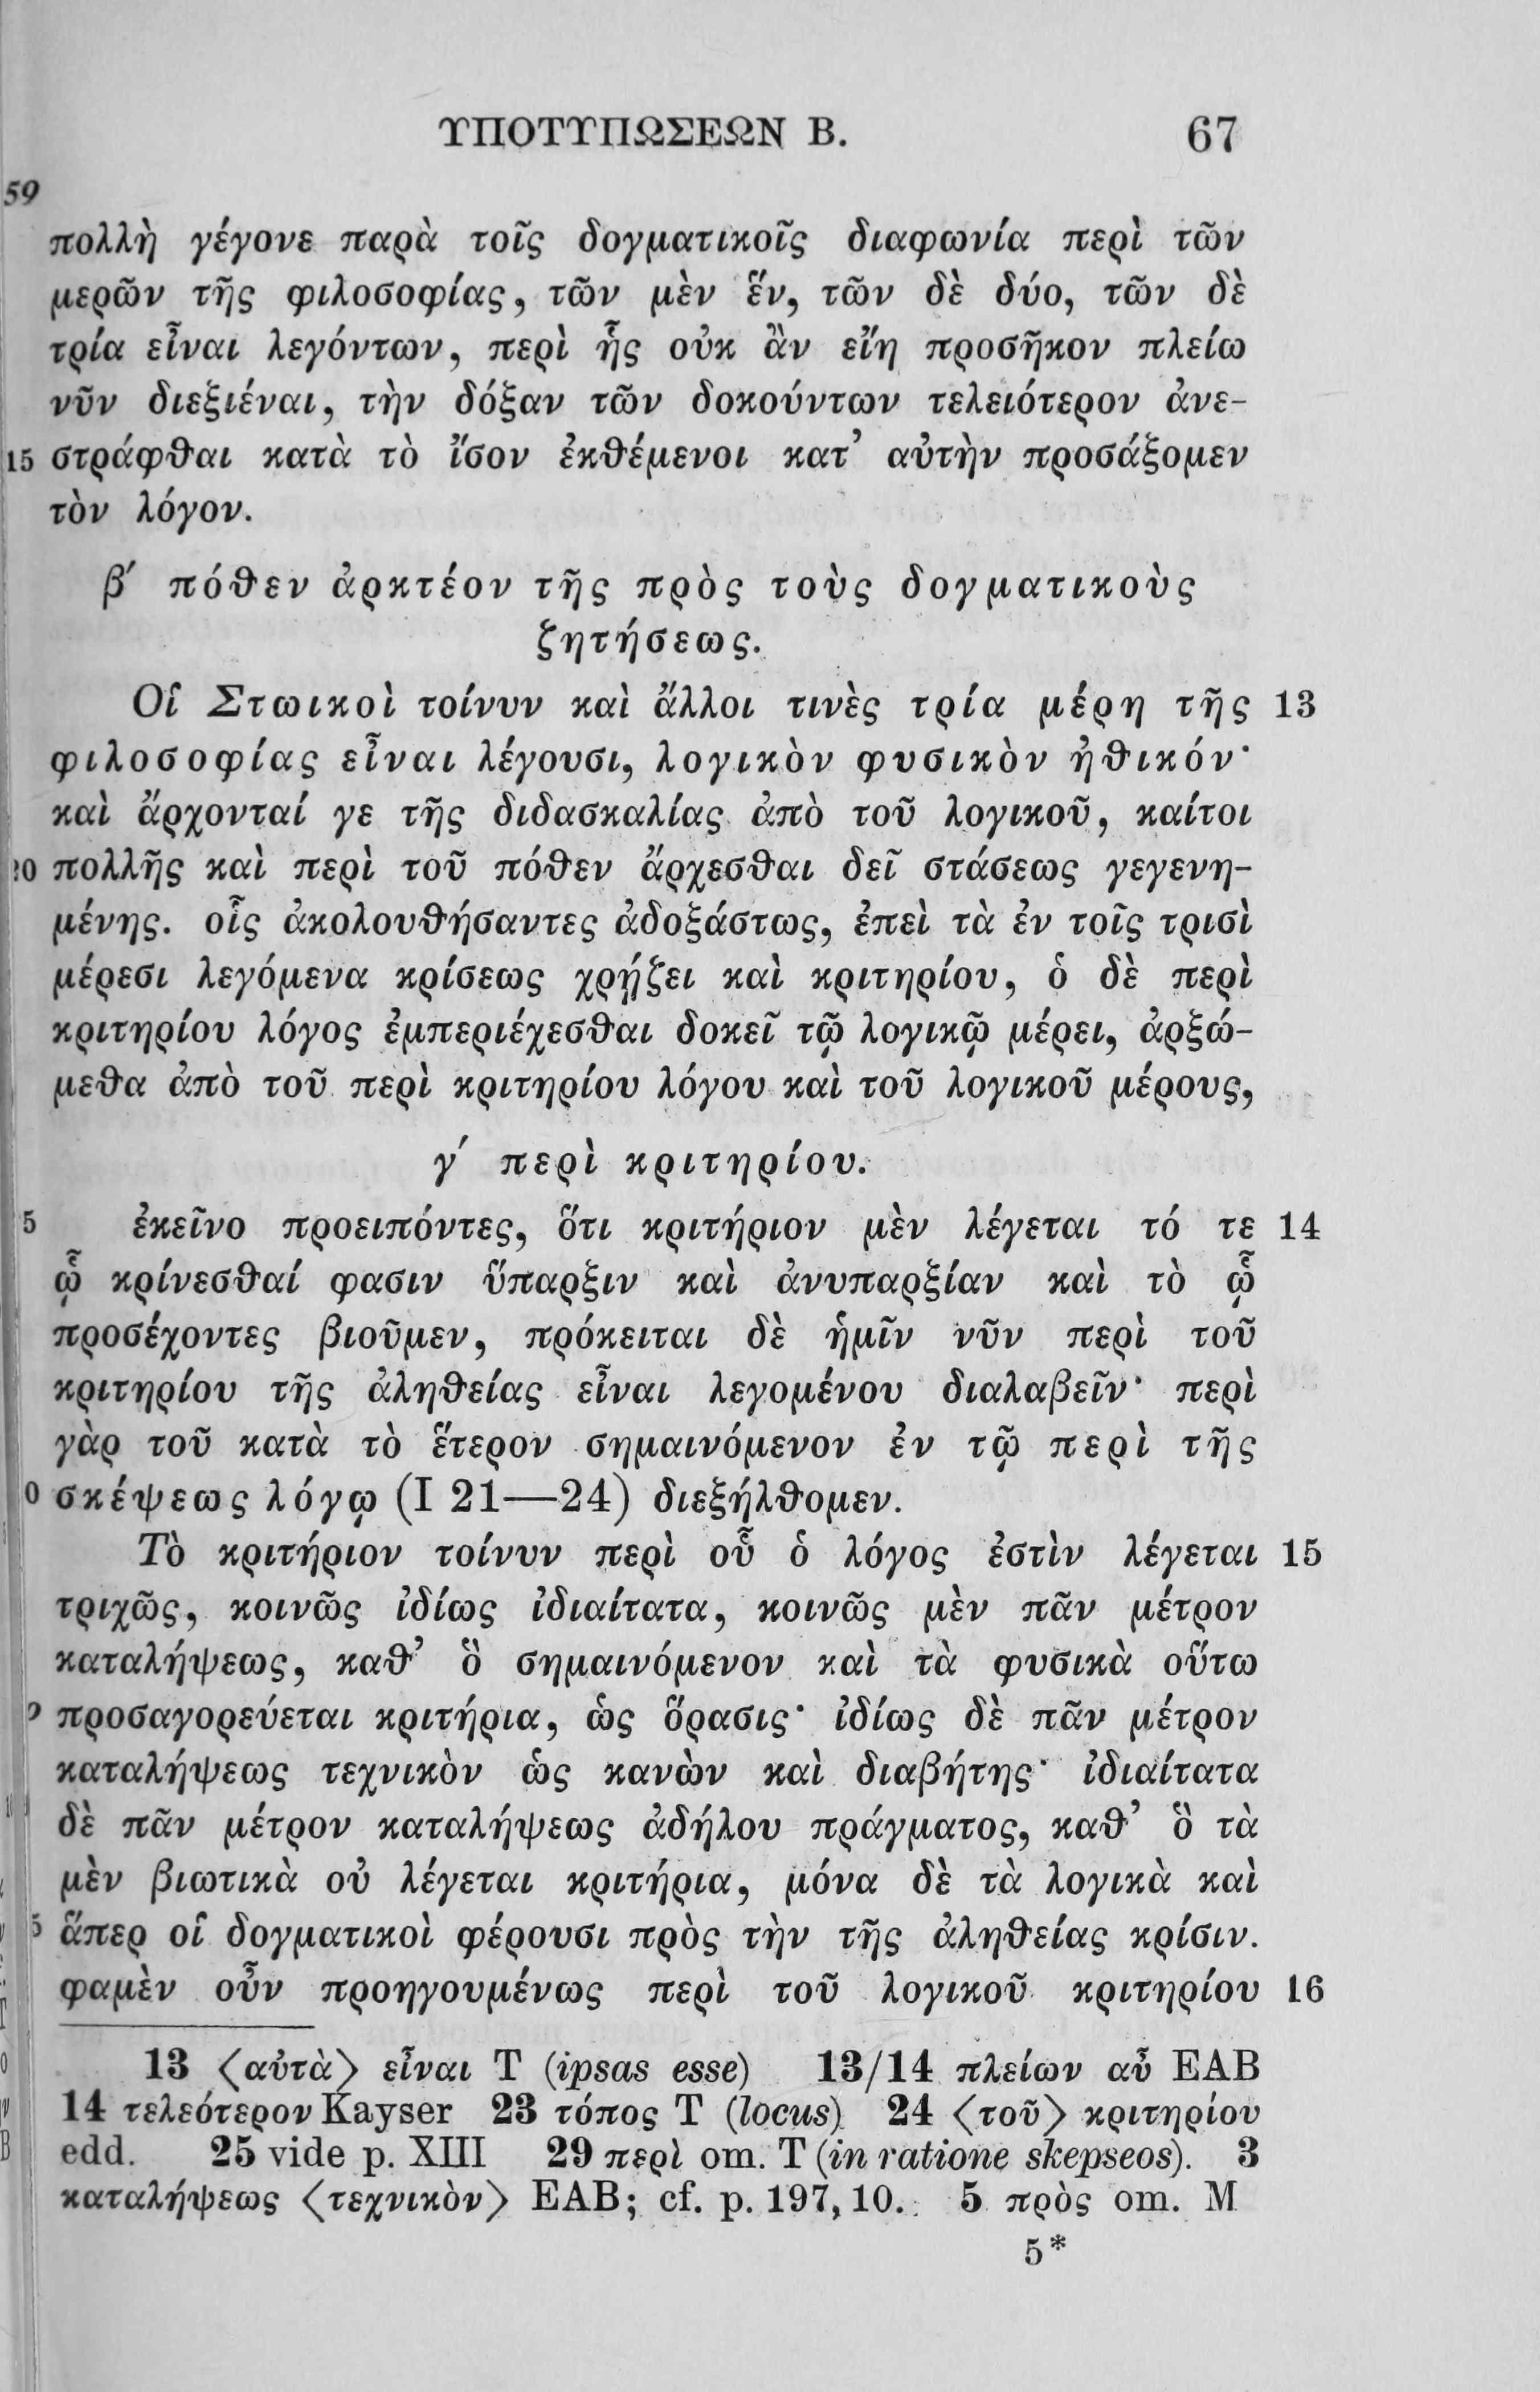 ΥΠΟΤΥΠΩΣΕΩΝ Β. 67
59
πολλὴ γέγονε παρὰ τοῖς δογματικοῖς διαφωνία περὶ τῶν
μερῶν τῆς φιλοσοφίας, τῶν μὲν ἕν, τῶν δὲ δύο, τῶν δὲ
τρία εἶναι λεγόντων, περὶ ἧς οὐκ ἂν εἴη προσῆκον πλείω
νῦν διεξιέναι, τὴν δόξαν τῶν δοκούντων τελειότερον ἀνε-
15 στράφθαι κατὰ τὸ ἴσον ἐκθέμενοι κατ’ αὐτὴν προσάξομεν
τὸν λόγον.
β′ πόθεν ἀρκτέον τῆς πρὸς τοὺς δογματικοὺς
ζητήσεως.
Οἱ Στωικοὶ τοίνυν καὶ ἄλλοι τινὲς τρία μέρη τῆς 13
φιλοσοφίας εἶναι λέγουσι, λογικὸν φυσικὸν ἠθικόν·
καὶ ἄρχονταί γε τῆς διδασκαλίας ἀπὸ τοῦ λογικοῦ, καίτοι
20 πολλῆς καὶ περὶ τοῦ πόθεν ἄρχεσθαι δεῖ στάσεως γεγενη-
μένης. οἷς ἀκολουθήσαντες ἀδοξάστως, ἐπεὶ τὰ ἐν τοῖς τρισὶ
μέρεσι λεγόμενα κρίσεως χρῄζει καὶ κριτηρίου, ὁ δὲ περὶ
κριτηρίου λόγος ἐμπεριέχεσθαι δοκεῖ τῷ λογικῷ μέρει, ἀρξώ-
μεθα ἀπὸ τοῦ περὶ κριτηρίου λόγου καὶ τοῦ λογικοῦ μέρους,
γ′ περὶ κριτηρίου.
5 ἐκεῖνο προειπόντες, ὅτι κριτήριον μὲν λέγεται τό τε 14
ᾧ κρίνεσθαί φασιν ὕπαρξιν καὶ ἀνυπαρξίαν καὶ τὸ ᾧ
προσέχοντες βιοῦμεν, πρόκειται δὲ ἡμῖν νῦν περὶ τοῦ
κριτηρίου τῆς ἀληθείας εἶναι λεγομένου διαλαβεῖν· περὶ
γὰρ τοῦ κατὰ τὸ ἕτερον σημαινόμενον ἐν τῷ περὶ τῆς
0 σκέψεως λόγῳ (I 21—24) διεξήλθομεν.
Τὸ κριτήριον τοίνυν περὶ οὗ ὁ λόγος ἐστὶν λέγεται 15
τριχῶς, κοινῶς ἰδίως ἰδιαίτατα, κοινῶς μὲν πᾶν μέτρον
καταλήψεως, καθ’ ὃ σημαινόμενον καὶ τὰ φυσικὰ οὕτω
προσαγορεύεται κριτήρια, ὡς ὅρασις· ἰδίως δὲ πᾶν μέτρον
καταλήψεως τεχνικὸν ὡς κανὼν καὶ διαβήτης· ἰδιαίτατα
δὲ πᾶν μέτρον καταλήψεως ἀδήλου πράγματος, καθ’ ὃ τὰ
μὲν βιωτικὰ οὐ λέγεται κριτήρια, μόνα δὲ τὰ λογικὰ καὶ
5 ἅπερ οἱ δογματικοὶ φέρουσι πρὸς τὴν τῆς ἀληθείας κρίσιν.
φαμὲν οὖν προηγουμένως περὶ τοῦ λογικοῦ κριτηρίου 16
13 ⟨αὐτὰ⟩ εἶναι T (ipsas esse) 13/14 πλείων αὖ EAB
14 τελεότερον Kayser 23 τόπος T (locus) 24 ⟨τοῦ⟩ κριτηρίου
edd. 25 vide p. XIII 29 περὶ om. T (in ratione skepseos). 3
καταλήψεως ⟨τεχνικὸν⟩ EAB; cf. p. 197, 10. 5 πρὸς om. M
5*